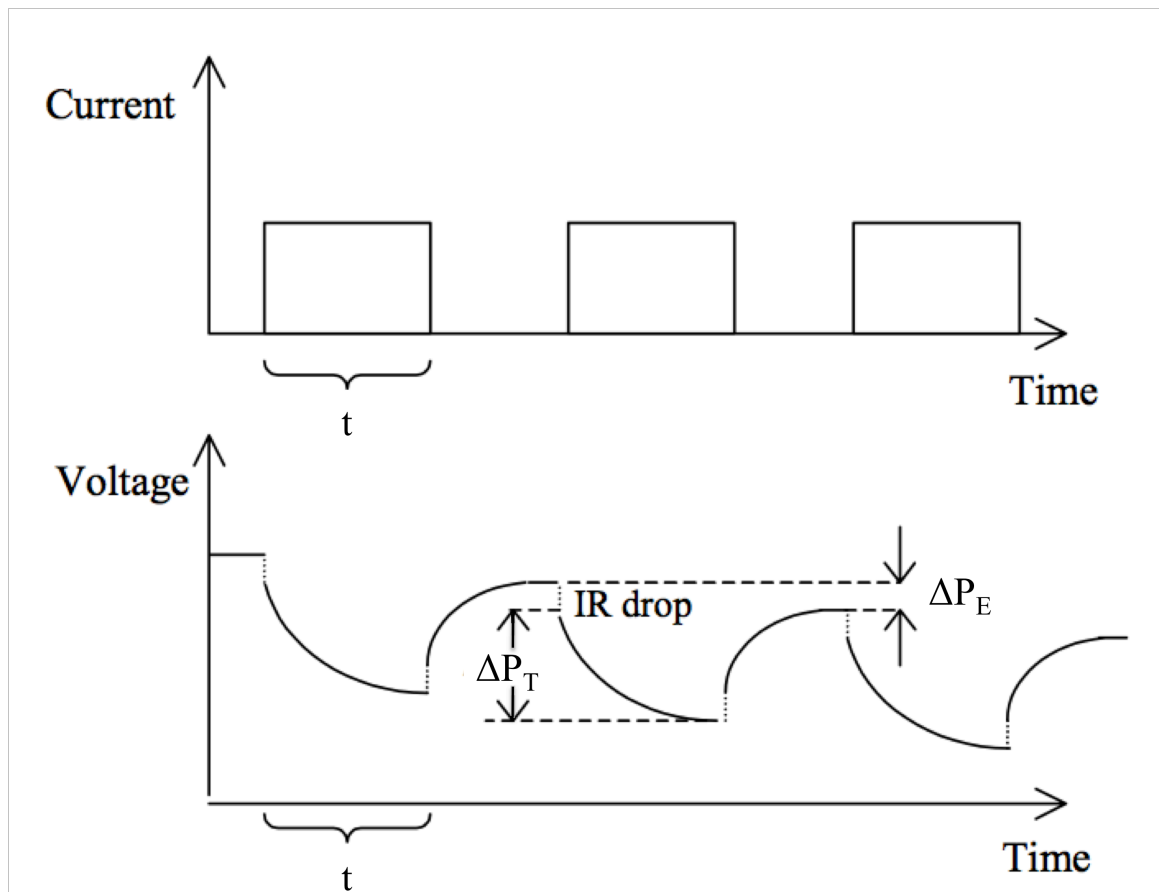 Current
Time
t
Voltage
IR drop
ΔP_E
ΔP_T
Time
t